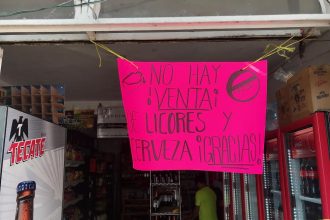 NO HAY
¡VENTA!
DE LICORES Y
CERVEZA ¡GRACIAS!
TECATE